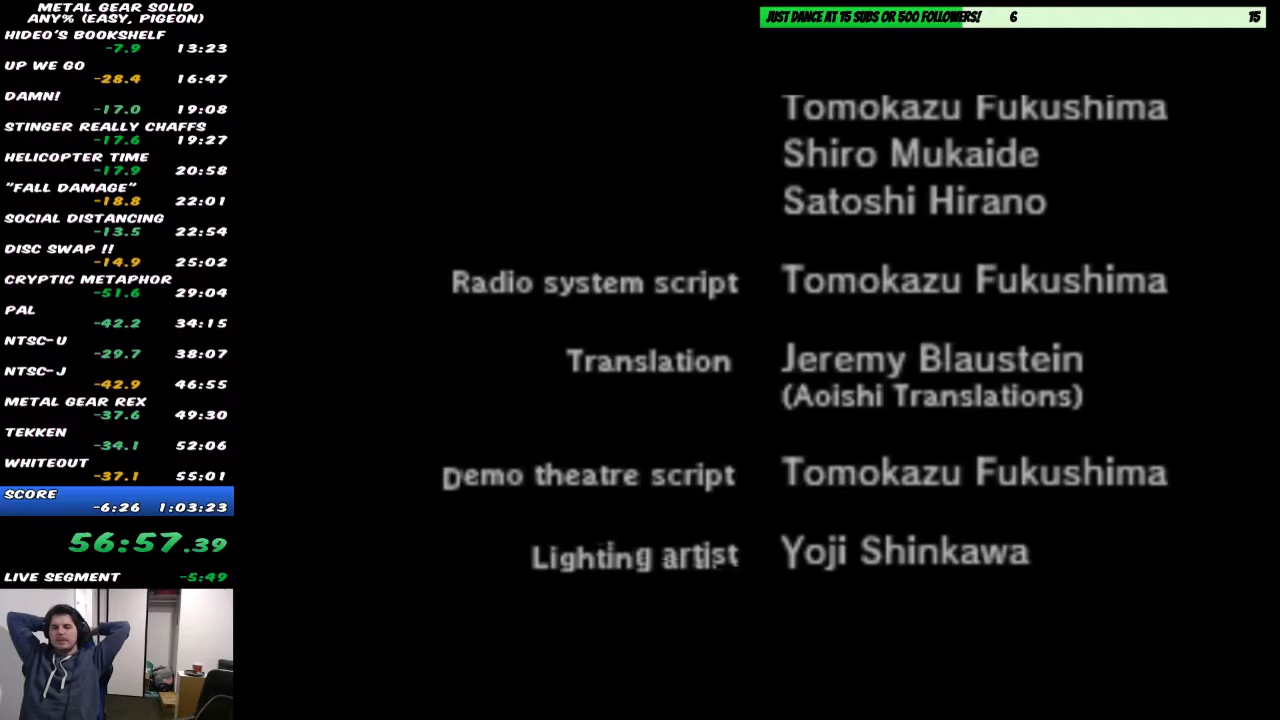 METAL GEAR SOLID
ANY% (EASY, PIGEON)
HIDEO'S BOOKSHELF
-7.9 13:23
UP WE GO
-28.4 16:47
DAMN!
-17.0 19:08
STINGER REALLY CHAFFS
-17.6 19:27
HELICOPTER TIME
-17.9 20:58
"FALL DAMAGE"
-18.8 22:01
SOCIAL DISTANCING
-13.5 22:54
DISC SWAP !!
-14.9 25:02
CRYPTIC METAPHOR
-51.6 29:04
PAL
-42.2 34:15
NTSC-U
-29.7 38:07
NTSC-J
-42.9 46:55
METAL GEAR REX
-37.6 49:30
TEKKEN
-34.1 52:06
WHITEOUT
-37.1 55:01
SCORE
-6:26 1:03:23
56:57.39
LIVE SEGMENT -5:49
JUST DANCE AT 15 SUBS OR 500 FOLLOWERS! 6 15
Tomokazu Fukushima
Shiro Mukaide
Satoshi Hirano
Radio system script Tomokazu Fukushima
Translation Jeremy Blaustein
(Aoishi Translations)
Demo theatre script Tomokazu Fukushima
Lighting artist Yoji Shinkawa